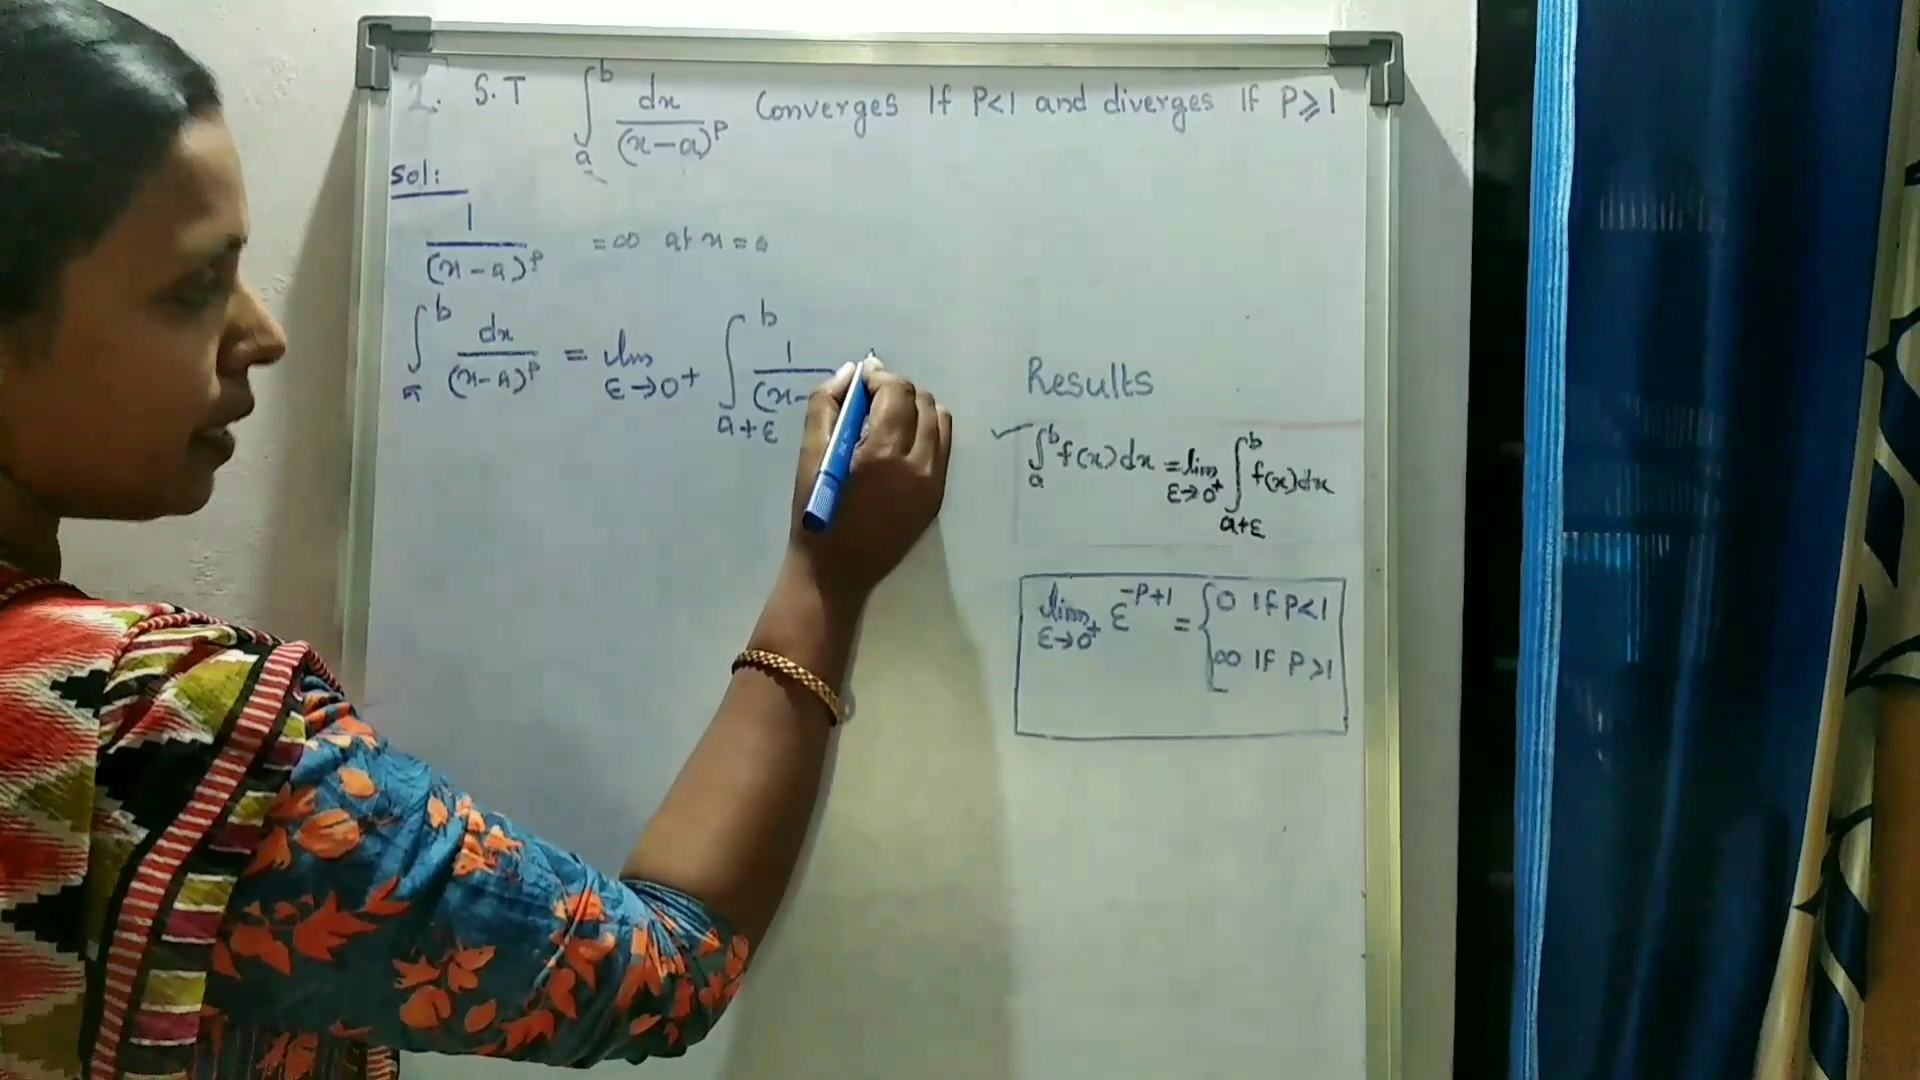 2. S.T ∫_a^b dx/(x-a)^p Converges If P<1 and diverges If P⩾1
Sol:
1/(x-a)^p =∞ at x=a
∫_a^b dx/(x-a)^p = lim_{ε→0+} ∫_{a+ε}^b 1/(x-
Results
✓ ∫_a^b f(x)dx = lim_{ε→0+} ∫_{a+ε}^b f(x)dx
lim_{ε→0+} ε^{-P+1} = { 0 If P<1
∞ If P>1